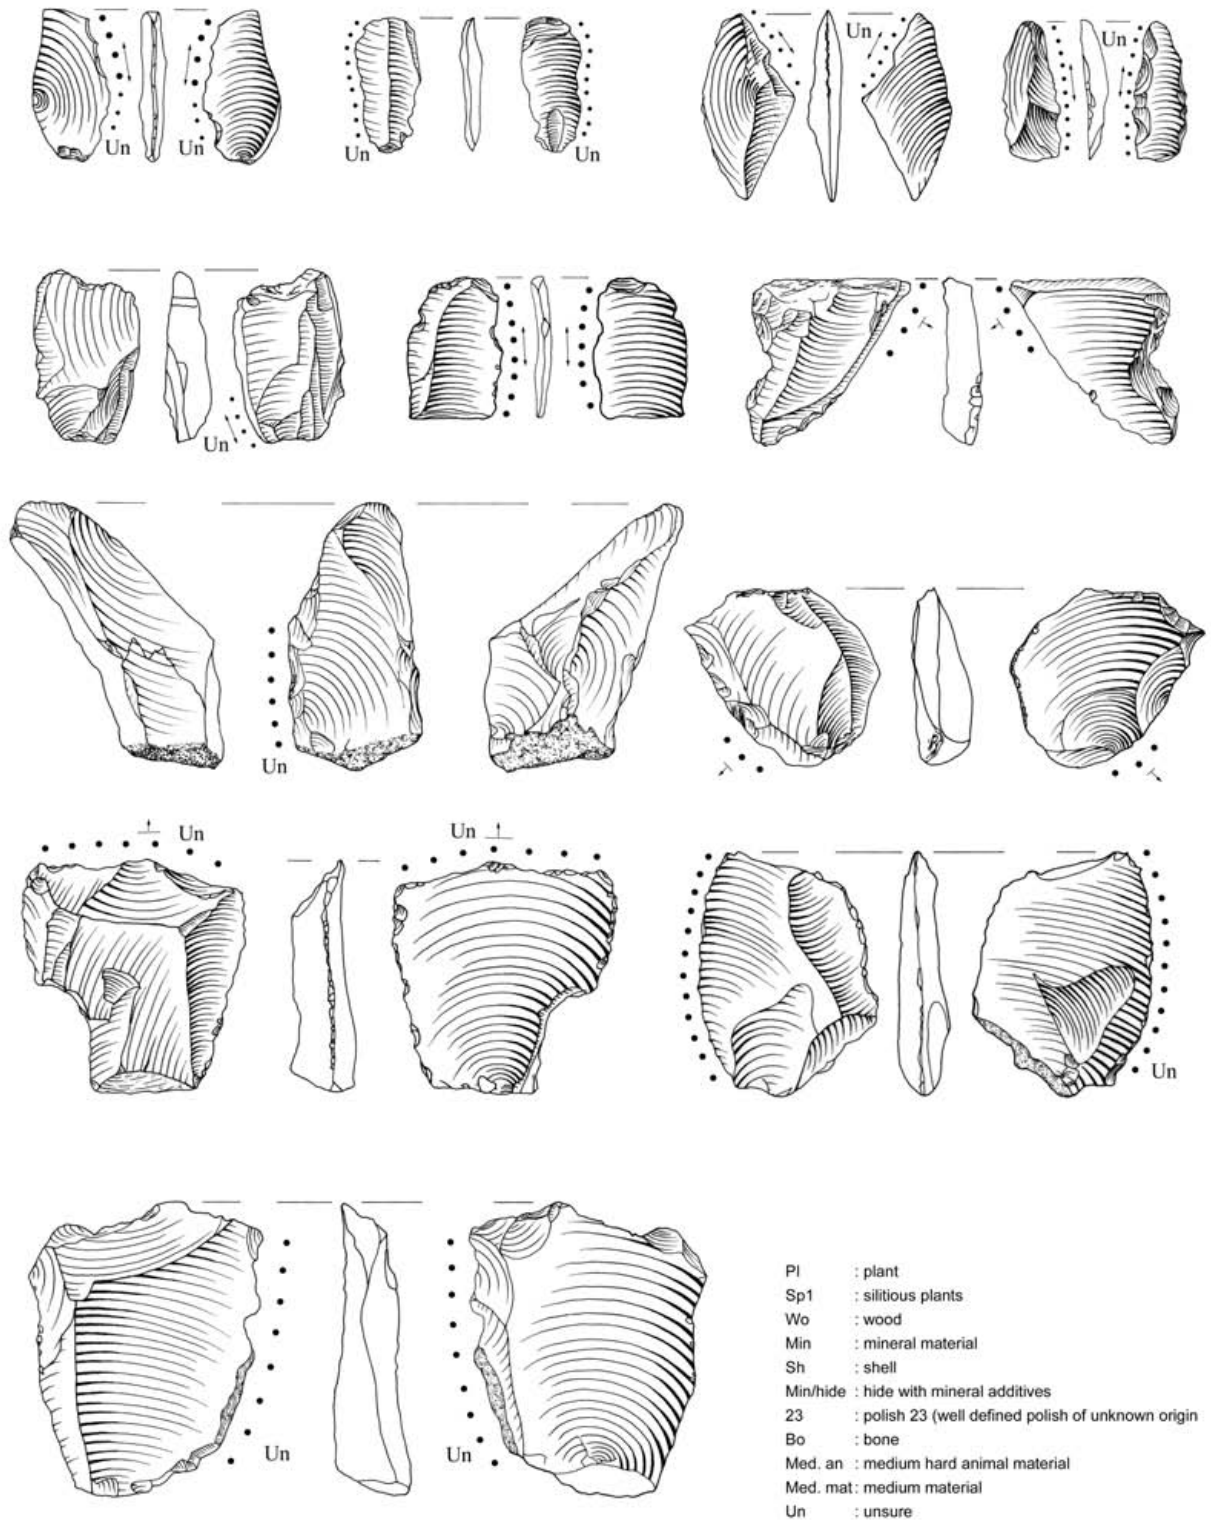 Un Un Un Un Un Un
Un
Un
Un Un
Un
Un Un
Pl : plant
Sp1 : silitious plants
Wo : wood
Min : mineral material
Sh : shell
Min/hide : hide with mineral additives
23 : polish 23 (well defined polish of unknown origin
Bo : bone
Med. an : medium hard animal material
Med. mat : medium material
Un : unsure